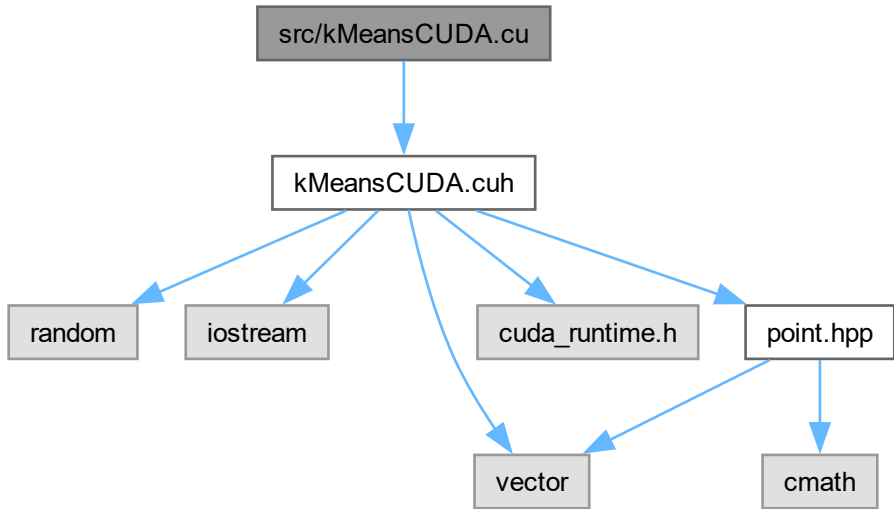 src/kMeansCUDA.cu
kMeansCUDA.cuh
random
iostream
cuda_runtime.h
point.hpp
vector
cmath